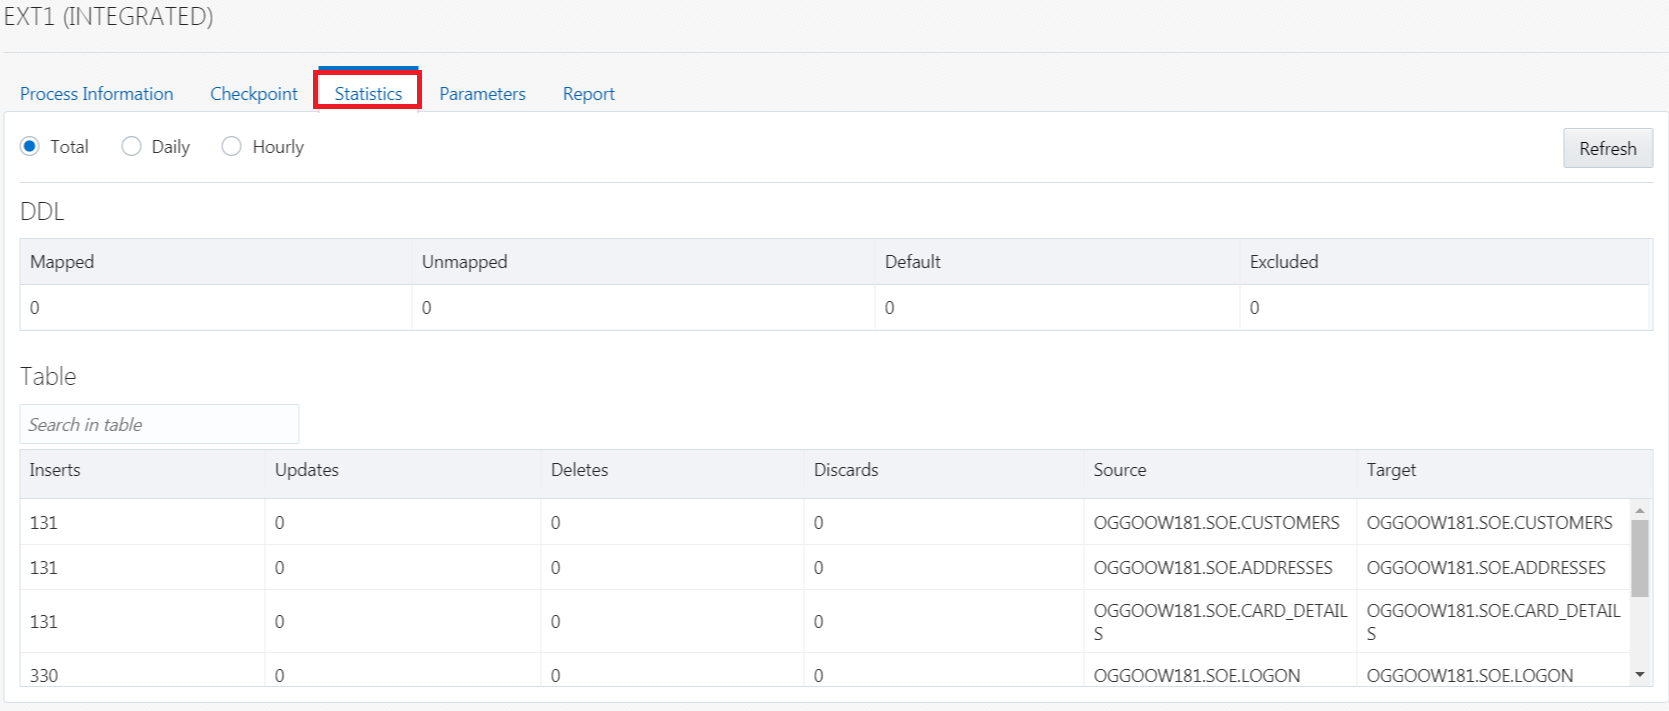 EXT1 (INTEGRATED)
Process Information Checkpoint Statistics Parameters Report
Total Daily Hourly Refresh
DDL
Mapped Unmapped Default Excluded
0 0 0 0
Table
Search in table
Inserts Updates Deletes Discards Source Target
131 0 0 0 OGGOOW181.SOE.CUSTOMERS OGGOOW181.SOE.CUSTOMERS
131 0 0 0 OGGOOW181.SOE.ADDRESSES OGGOOW181.SOE.ADDRESSES
131 0 0 0 OGGOOW181.SOE.CARD_DETAIL OGGOOW181.SOE.CARD_DETAIL
S S
330 0 0 0 OGGOOW181.SOE.LOGON OGGOOW181.SOE.LOGON